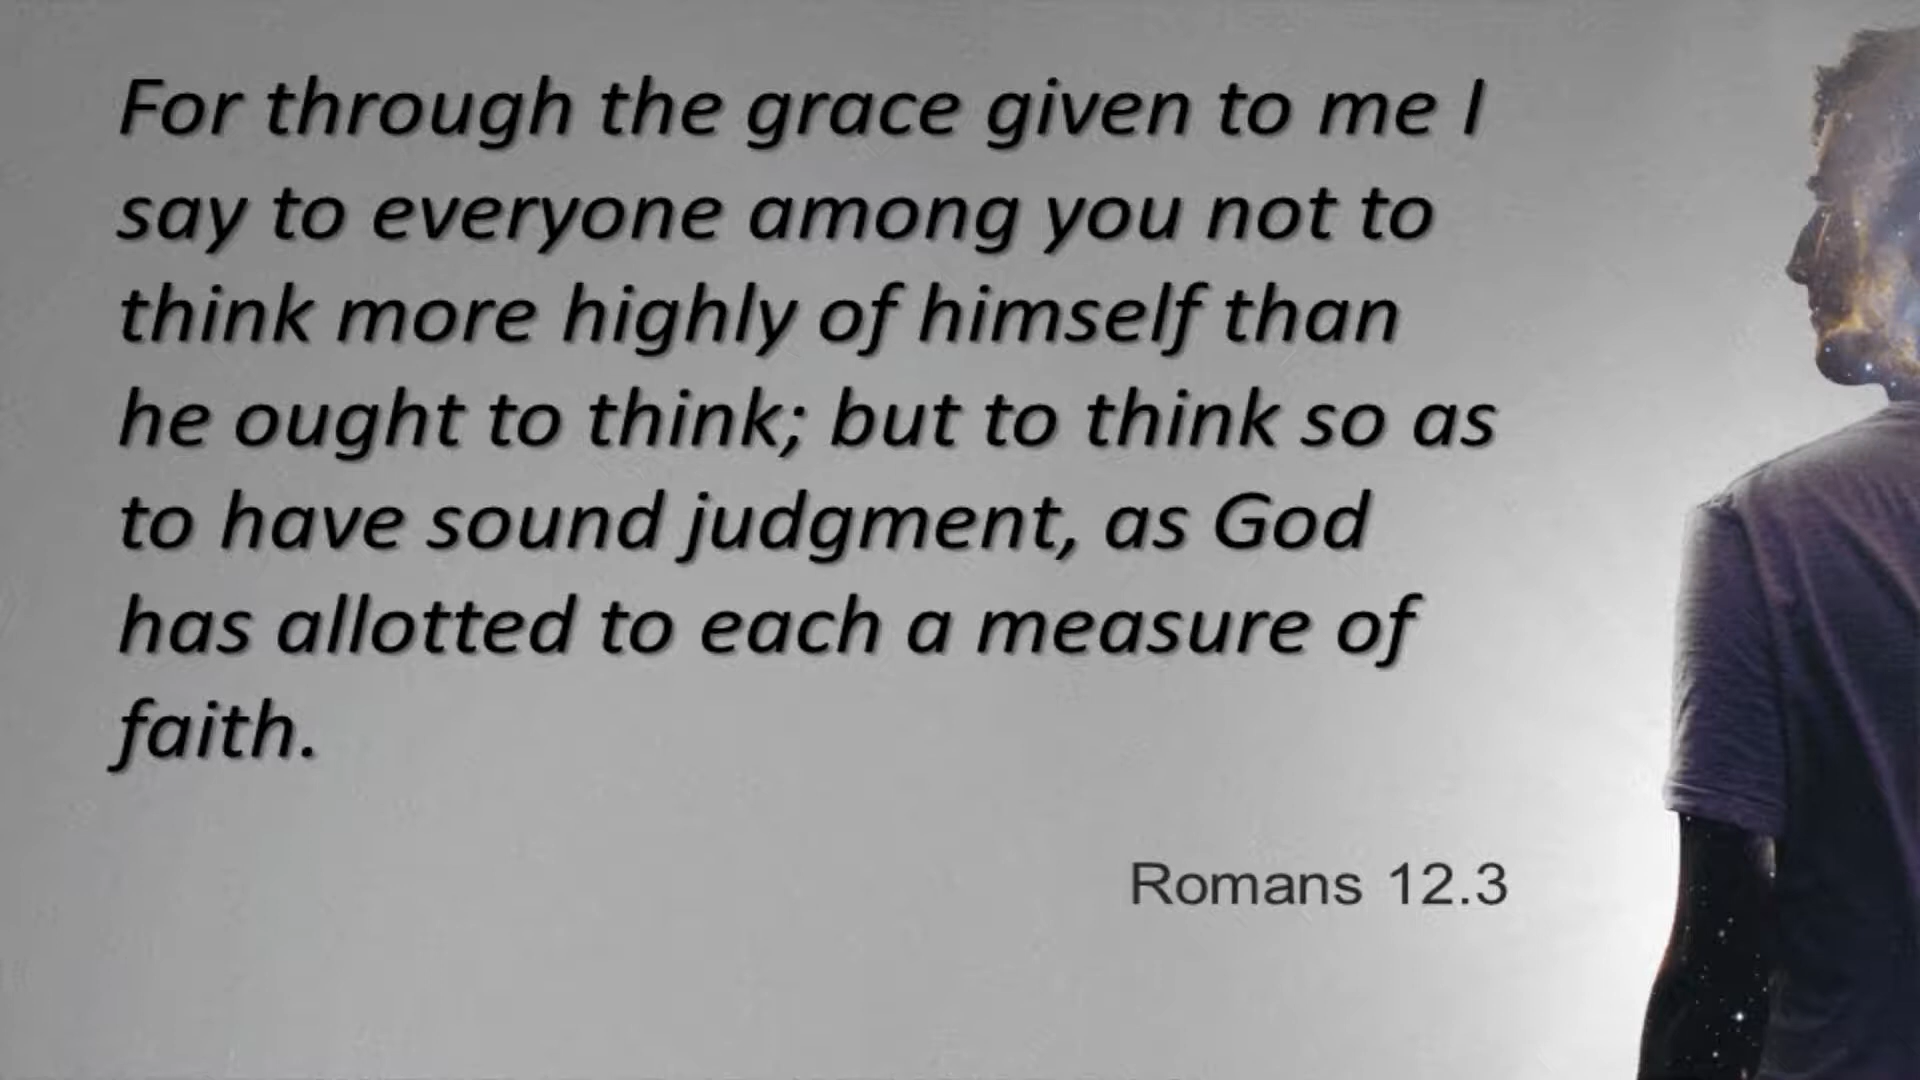 For through the grace given to me I
say to everyone among you not to
think more highly of himself than
he ought to think; but to think so as
to have sound judgment, as God
has allotted to each a measure of
faith.
Romans 12.3